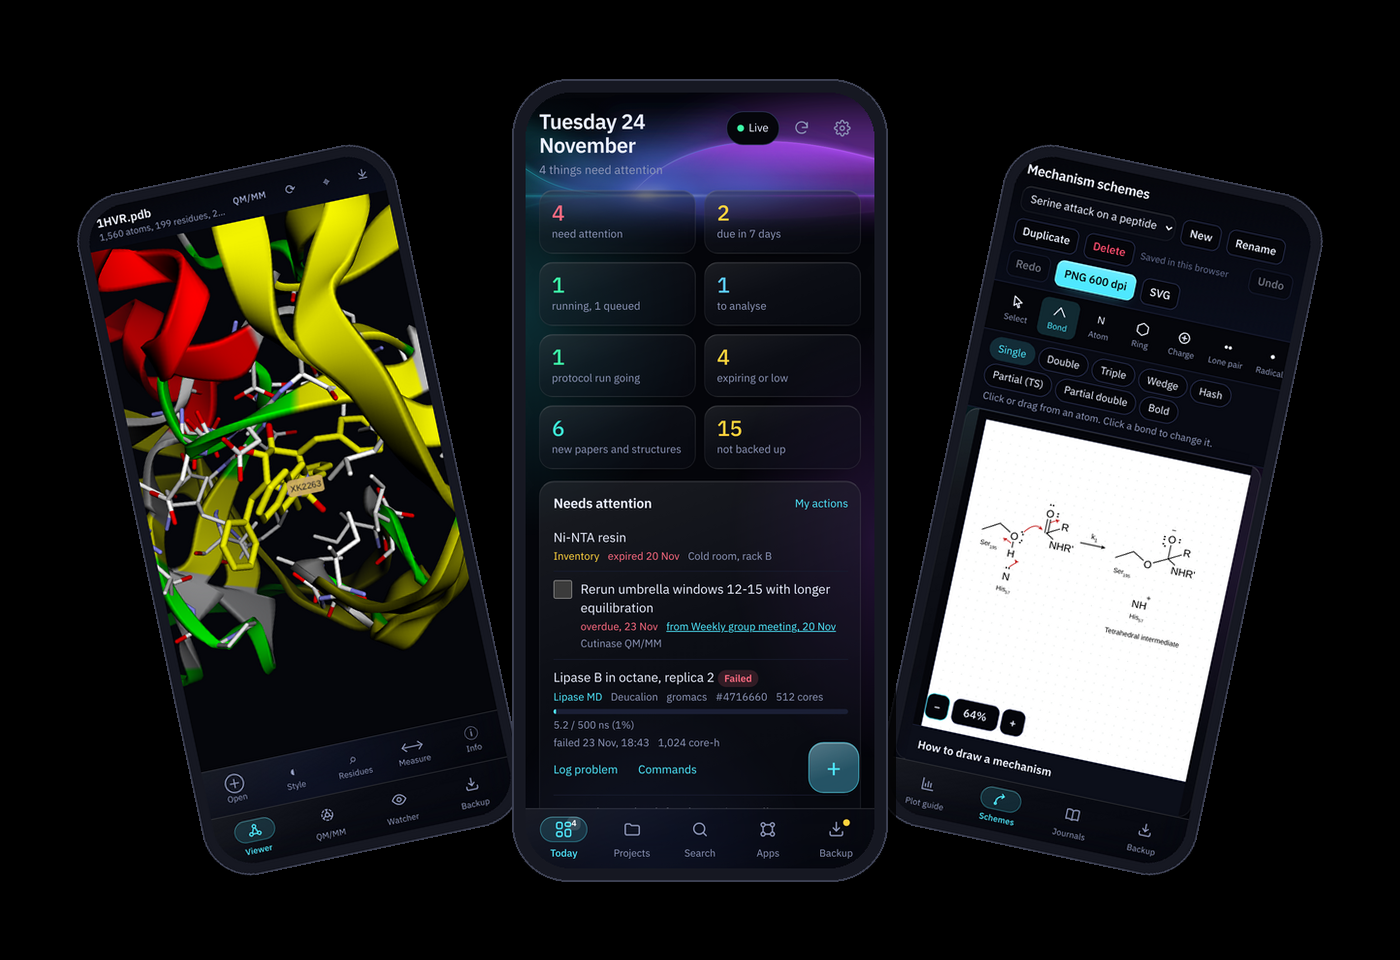 1HVR.pdb
1,560 atoms, 199 residues, 2...
QM/MM
XK2263
Open
Style
Residues
Measure
Info
Viewer
QM/MM
Watcher
Backup
Tuesday 24
November
Live
4 things need attention
4
need attention
2
due in 7 days
1
running, 1 queued
1
to analyse
1
protocol run going
4
expiring or low
6
new papers and structures
15
not backed up
Needs attention
My actions
Ni-NTA resin
Inventory expired 20 Nov Cold room, rack B
Rerun umbrella windows 12-15 with longer
equilibration
overdue, 23 Nov from Weekly group meeting, 20 Nov
Cutinase QM/MM
Lipase B in octane, replica 2 Failed
Lipase MD Deucalion gromacs #4716660 512 cores
5.2 / 500 ns (1%)
failed 23 Nov, 18:43 1,024 core-h
Log problem Commands
+
4
Today
Projects
Search
Apps
Backup
Mechanism schemes
Serine attack on a peptide
New
Rename
Duplicate
Delete
Saved in this browser
Undo
Redo
PNG 600 dpi
SVG
Select
Bond
N
Atom
Ring
Charge
Lone pair
Radical
Single
Double
Triple
Wedge
Hash
Partial (TS)
Partial double
Bold
Click or drag from an atom. Click a bond to change it.
O
R
NHR'
O
H
Ser195
N
His57
k1
O
R
NHR'
O
Ser195
NH+
His57
Tetrahedral intermediate
−
64%
+
How to draw a mechanism
Plot guide
Schemes
Journals
Backup